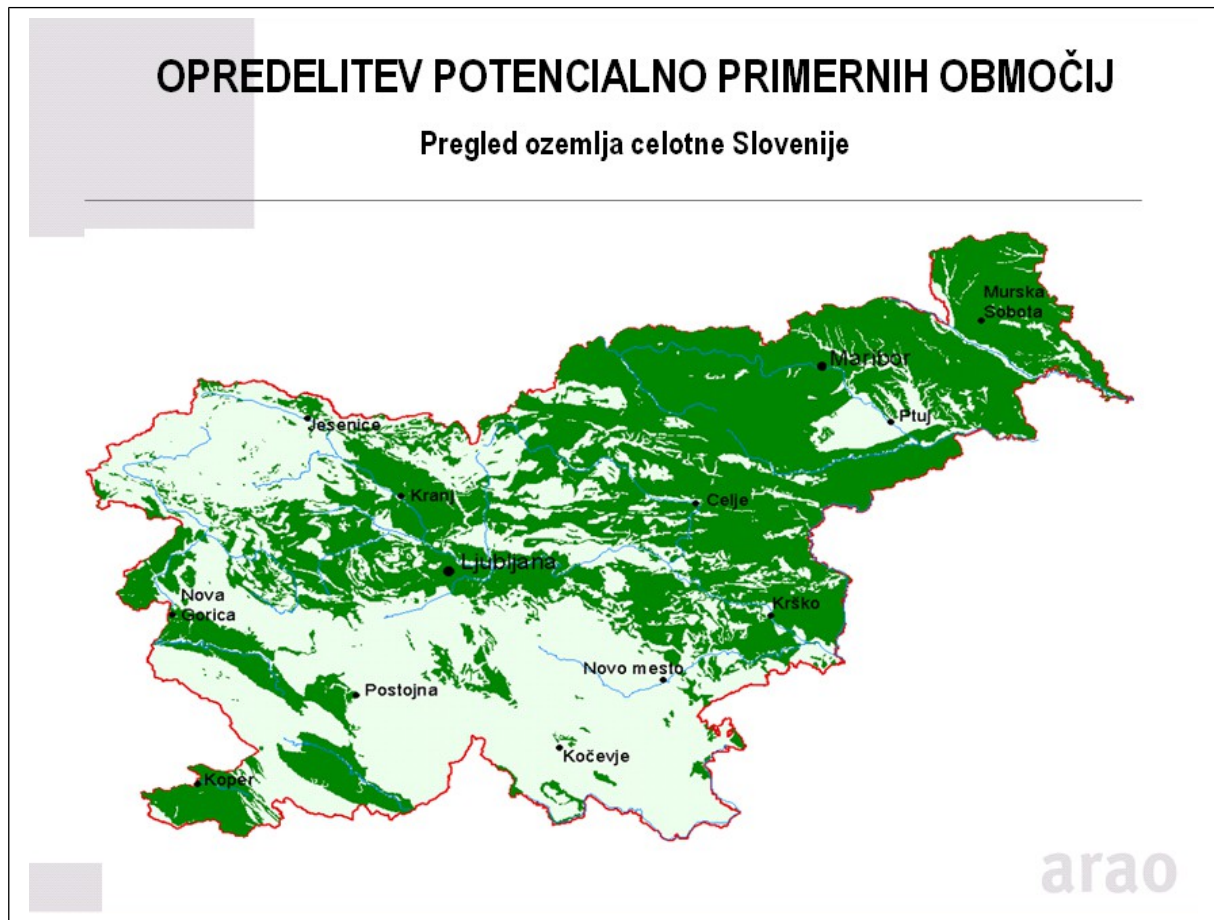 OPREDELITEV POTENCIALNO PRIMERNIH OBMOČIJ
Pregled ozemlja celotne Slovenije
Murska
Sobota
Maribor
Ptuj
Jesenice
Kranj
Celje
Ljubljana
Nova
Gorica
Krško
Novo mesto
Postojna
Kočevje
Koper
arao